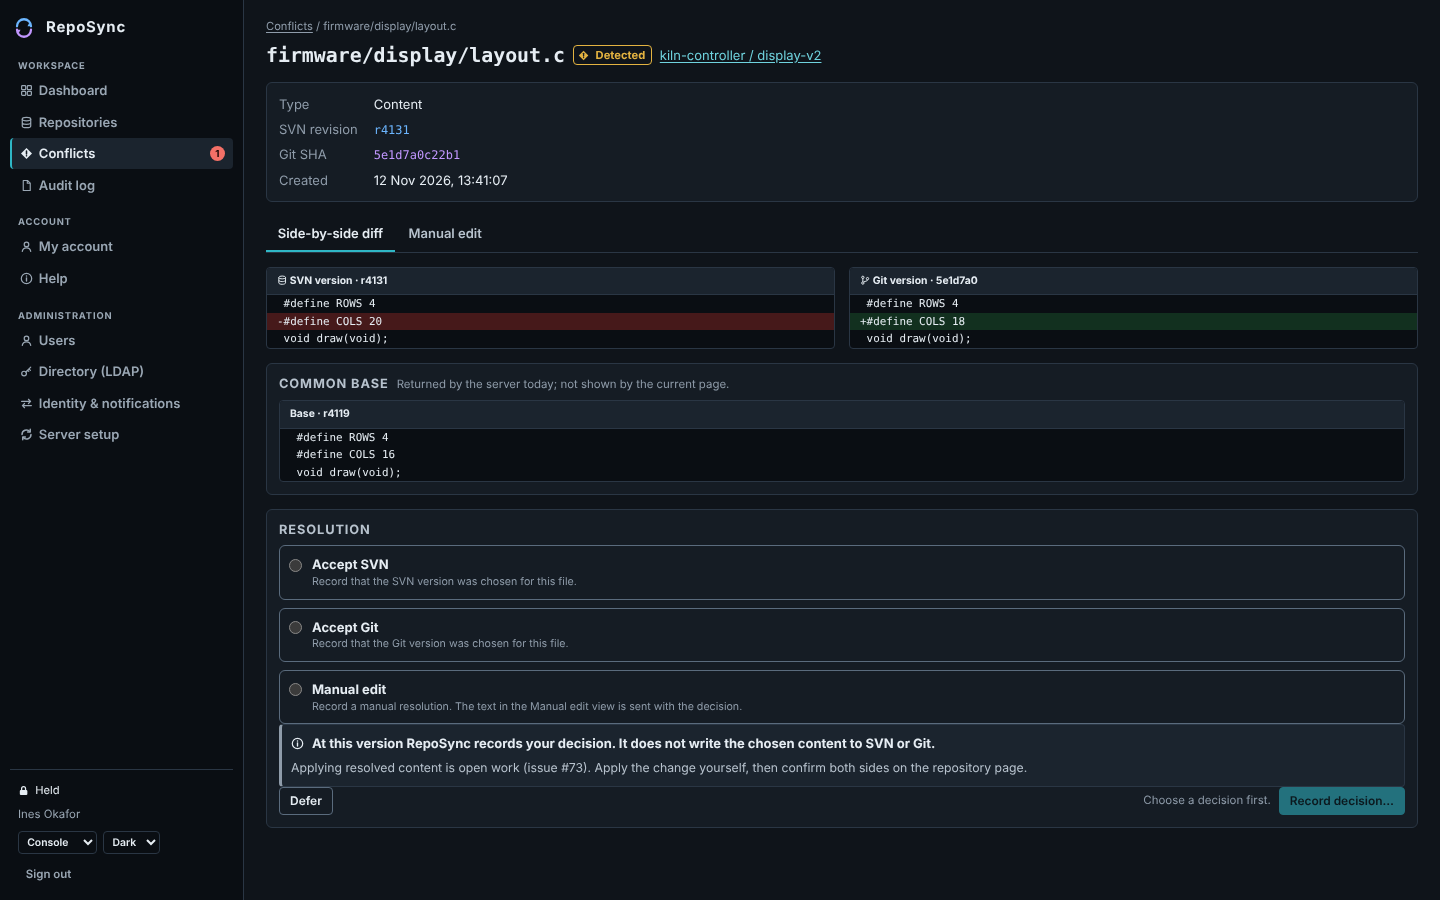 RepoSync
WORKSPACE
Dashboard
Repositories
Conflicts 1
Audit log
ACCOUNT
My account
Help
ADMINISTRATION
Users
Directory (LDAP)
Identity & notifications
Server setup
Held
Ines Okafor
Console Dark
Sign out
Conflicts / firmware/display/layout.c
firmware/display/layout.c Detected kiln-controller / display-v2
Type Content
SVN revision r4131
Git SHA 5e1d7a0c22b1
Created 12 Nov 2026, 13:41:07
Side-by-side diff Manual edit
SVN version · r4131
#define ROWS 4
-#define COLS 20
void draw(void);
Git version · 5e1d7a0
#define ROWS 4
+#define COLS 18
void draw(void);
COMMON BASE Returned by the server today; not shown by the current page.
Base · r4119
#define ROWS 4
#define COLS 16
void draw(void);
RESOLUTION
Accept SVN
Record that the SVN version was chosen for this file.
Accept Git
Record that the Git version was chosen for this file.
Manual edit
Record a manual resolution. The text in the Manual edit view is sent with the decision.
At this version RepoSync records your decision. It does not write the chosen content to SVN or Git.
Applying resolved content is open work (issue #73). Apply the change yourself, then confirm both sides on the repository page.
Defer Choose a decision first. Record decision...